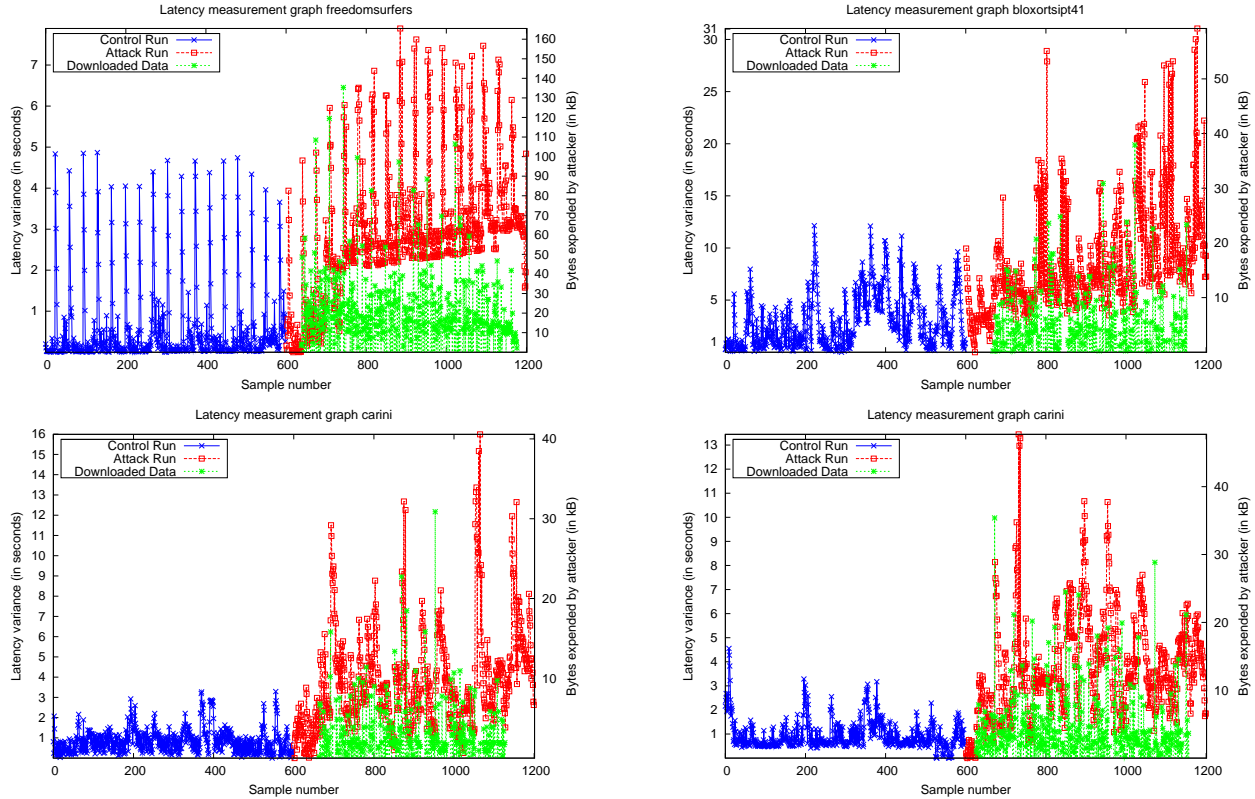 Latency measurement graph freedomsurfers
Control Run
Attack Run
Downloaded Data
Latency variance (in seconds)
7
6
5
4
3
2
1
Bytes expended by attacker (in kB)
160
150
140
130
120
110
100
90
80
70
60
50
40
30
20
10
0 200 400 600 800 1000 1200
Sample number
Latency measurement graph bloxortsipt41
Control Run
Attack Run
Downloaded Data
Latency variance (in seconds)
31
30
25
20
15
10
5
1
Bytes expended by attacker (in kB)
50
40
30
20
10
0 200 400 600 800 1000 1200
Sample number
Latency measurement graph carini
Control Run
Attack Run
Downloaded Data
Latency variance (in seconds)
16
15
14
13
12
11
10
9
8
7
6
5
4
3
2
1
Bytes expended by attacker (in kB)
40
30
20
10
0 200 400 600 800 1000 1200
Sample number
Latency measurement graph carini
Control Run
Attack Run
Downloaded Data
Latency variance (in seconds)
13
12
11
10
9
8
7
6
5
4
3
2
1
Bytes expended by attacker (in kB)
40
30
20
10
0 200 400 600 800 1000 1200
Sample number